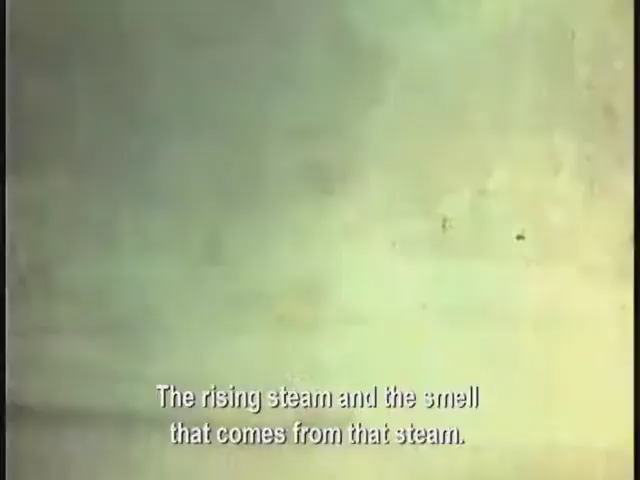 The rising steam and the smell
that comes from that steam.